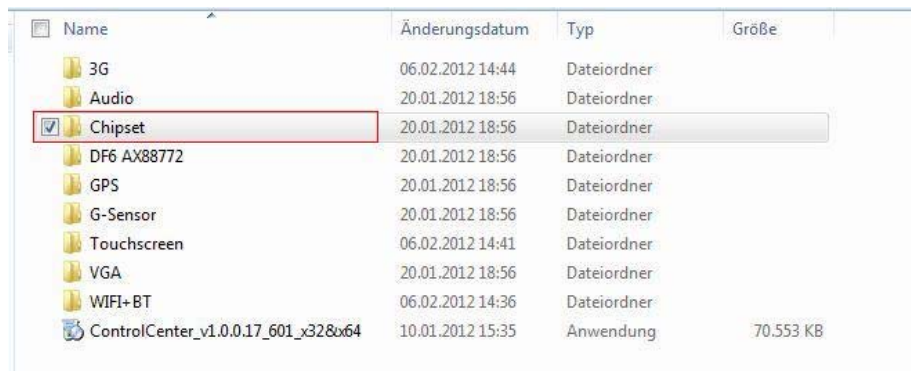 Name Änderungsdatum Typ Größe
3G 06.02.2012 14:44 Dateiordner
Audio 20.01.2012 18:56 Dateiordner
Chipset 20.01.2012 18:56 Dateiordner
DF6 AX88772 20.01.2012 18:56 Dateiordner
GPS 20.01.2012 18:56 Dateiordner
G-Sensor 20.01.2012 18:56 Dateiordner
Touchscreen 06.02.2012 14:41 Dateiordner
VGA 20.01.2012 18:56 Dateiordner
WIFI+BT 06.02.2012 14:36 Dateiordner
ControlCenter_v1.0.0.17_601_x32&x64 10.01.2012 15:35 Anwendung 70.553 KB